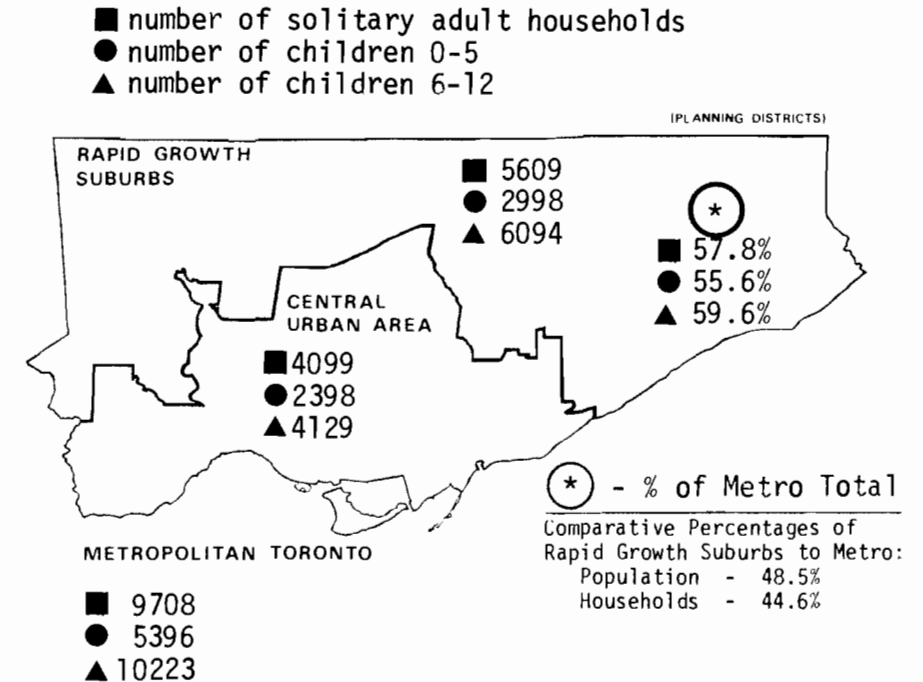 ■ number of solitary adult households
● number of children 0-5
▲ number of children 6-12
(PLANNING DISTRICTS)
RAPID GROWTH
SUBURBS
■ 5609
● 2998
▲ 6094
*
■ 57.8%
● 55.6%
▲ 59.6%
CENTRAL
URBAN AREA
■ 4099
● 2398
▲ 4129
* - % of Metro Total
Comparative Percentages of
Rapid Growth Suburbs to Metro:
Population - 48.5%
Households - 44.6%
METROPOLITAN TORONTO
■ 9708
● 5396
▲ 10223